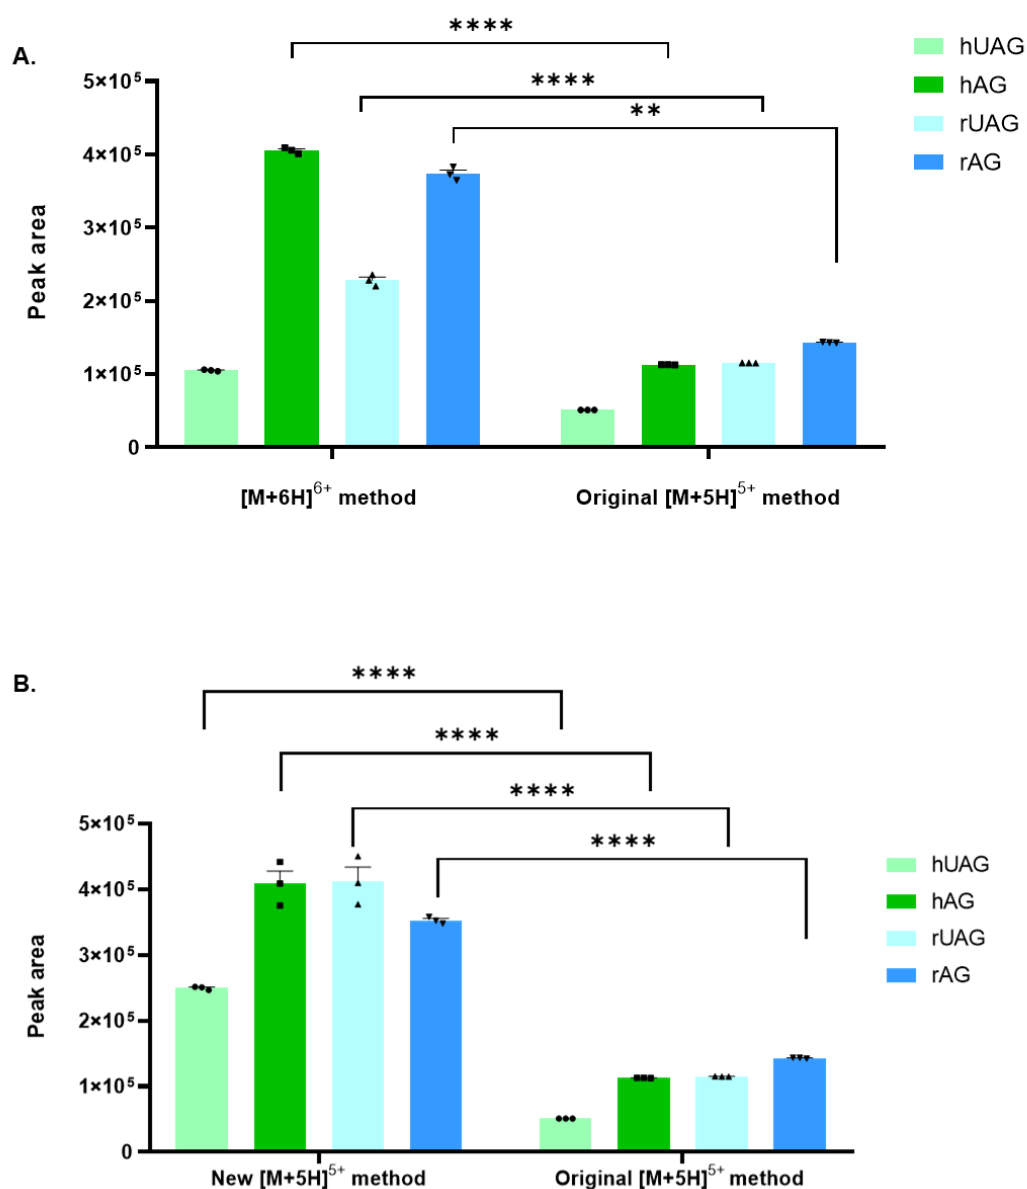 A.
****
****
**
hUAG
hAG
rUAG
rAG
5×10⁵
4×10⁵
3×10⁵
2×10⁵
1×10⁵
0
Peak area
[M+6H]⁶⁺ method
Original [M+5H]⁵⁺ method
B.
****
****
****
****
hUAG
hAG
rUAG
rAG
5×10⁵
4×10⁵
3×10⁵
2×10⁵
1×10⁵
0
Peak area
New [M+5H]⁵⁺ method
Original [M+5H]⁵⁺ method